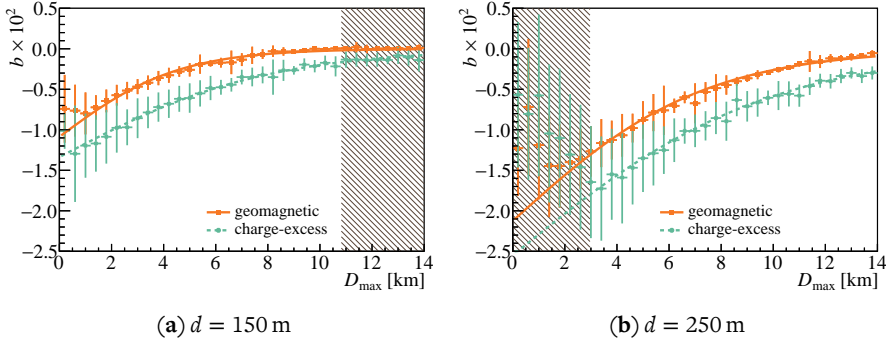 b × 10²
0.5
0.0
−0.5
−1.0
−1.5
−2.0
−2.5
geomagnetic
charge-excess
0 2 4 6 8 10 12 14
D_max [km]
(a) d = 150 m
b × 10²
0.5
0.0
−0.5
−1.0
−1.5
−2.0
−2.5
geomagnetic
charge-excess
0 2 4 6 8 10 12 14
D_max [km]
(b) d = 250 m